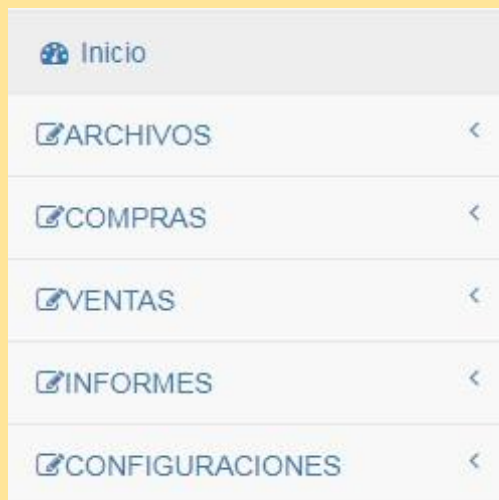 Inicio
ARCHIVOS
COMPRAS
VENTAS
INFORMES
CONFIGURACIONES